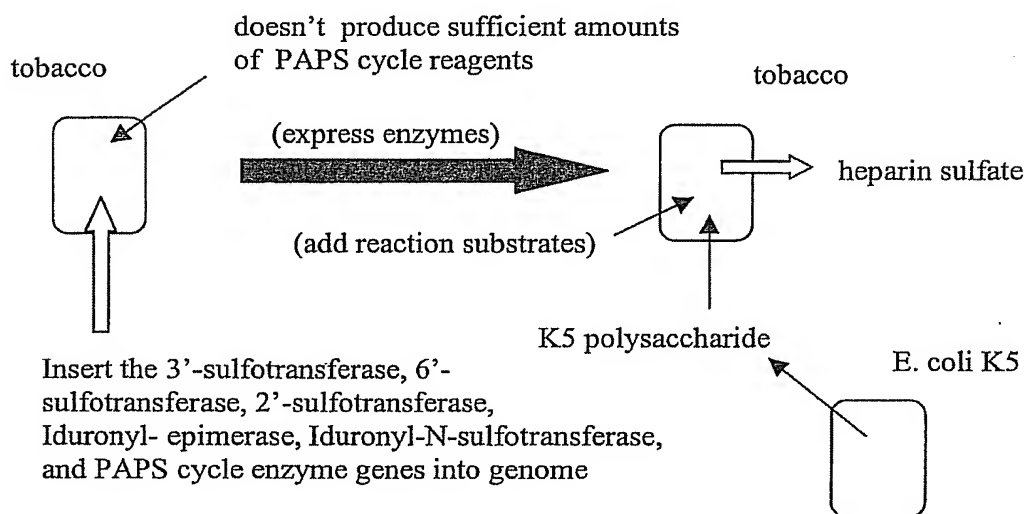 doesn't produce sufficient amounts
of PAPS cycle reagents
tobacco
tobacco
(express enzymes)
heparin sulfate
(add reaction substrates)
K5 polysaccharide
E. coli K5
Insert the 3'-sulfotransferase, 6'-
sulfotransferase, 2'-sulfotransferase,
Iduronyl- epimerase, Iduronyl-N-sulfotransferase,
and PAPS cycle enzyme genes into genome